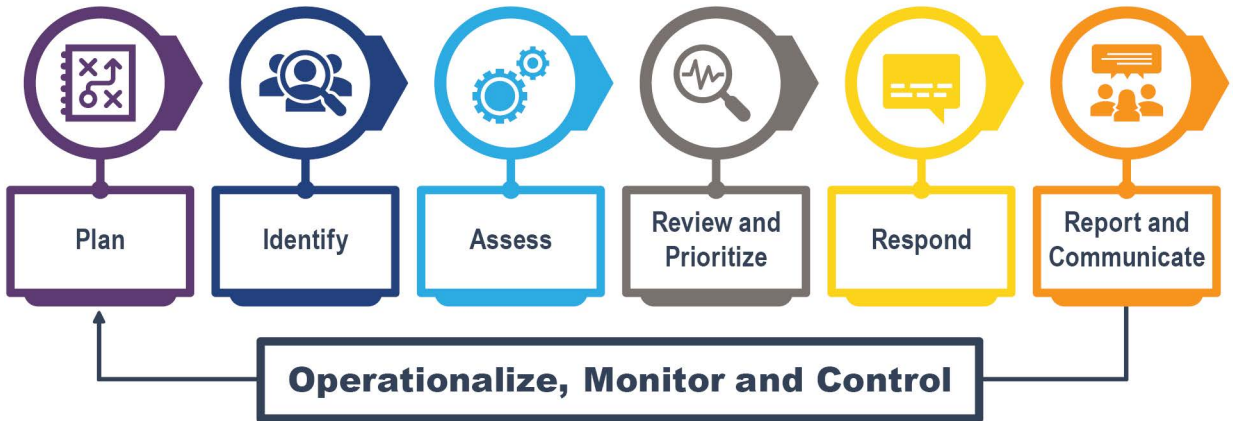 Plan
Identify
Assess
Review and
Prioritize
Respond
Report and
Communicate
Operationalize, Monitor and Control